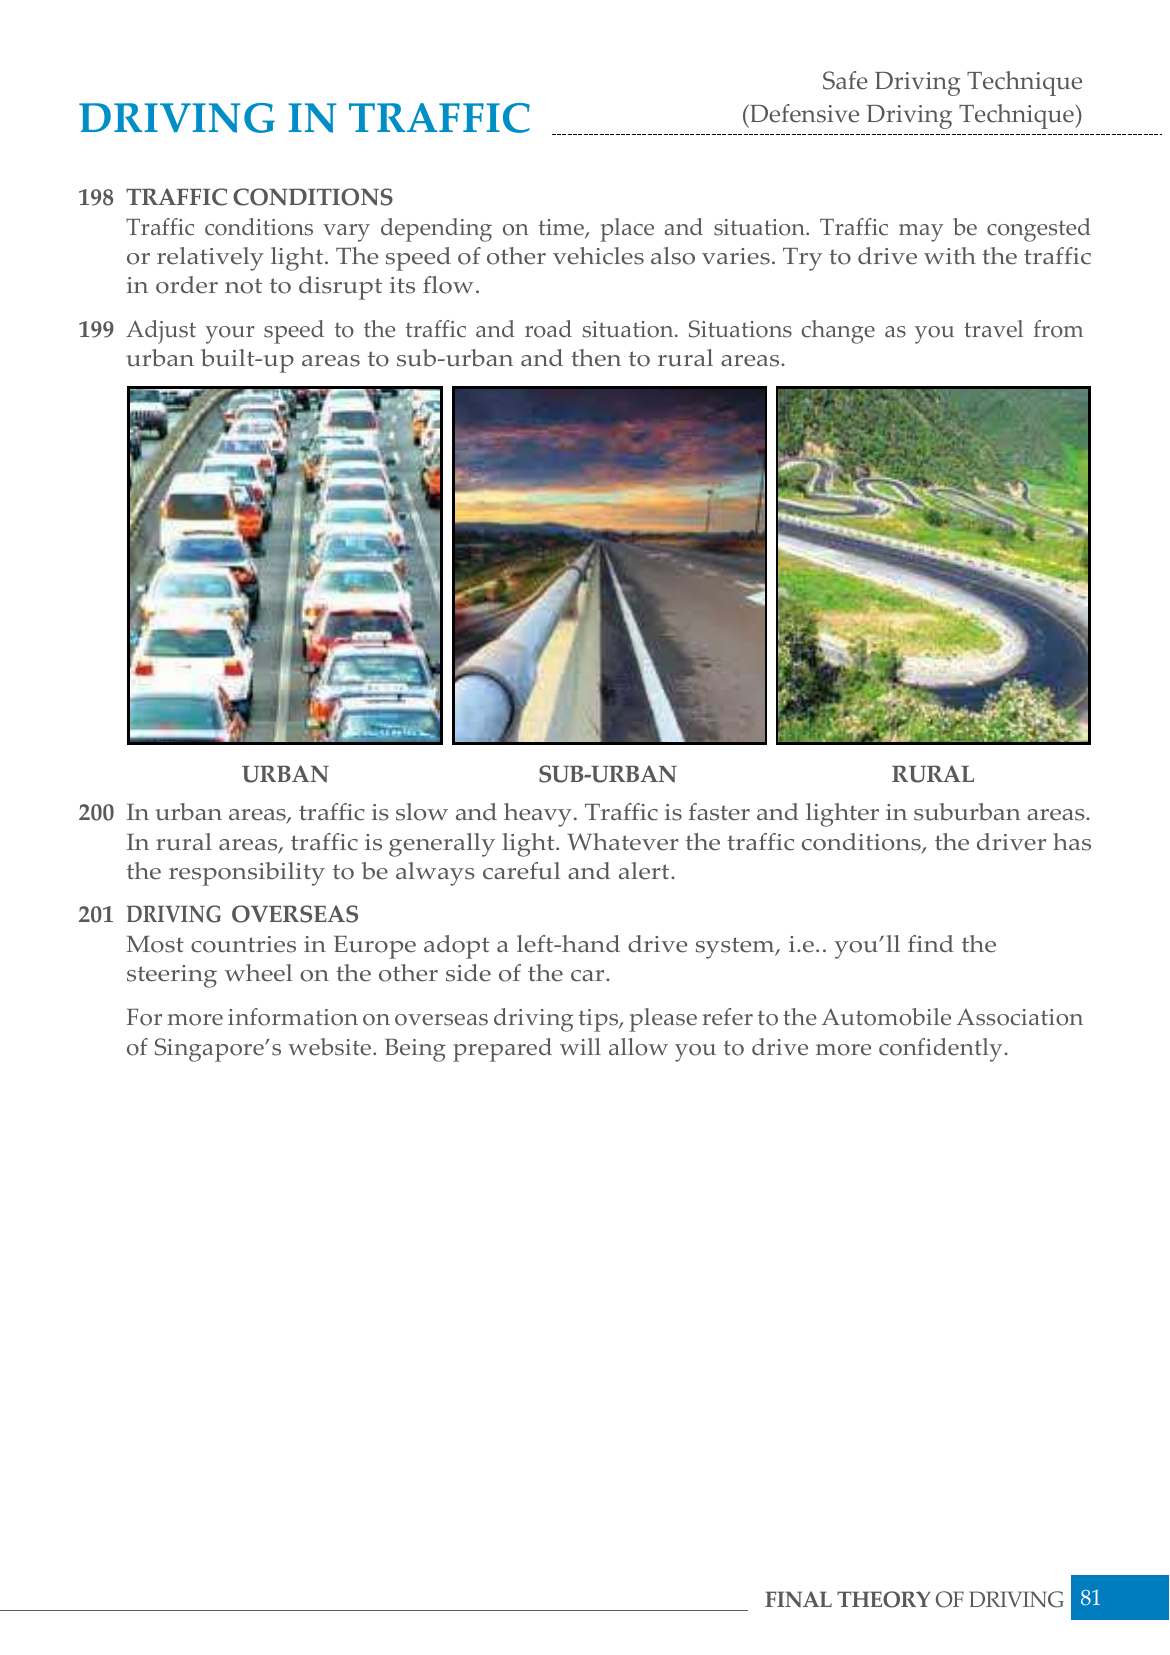 Safe Driving Technique
(Defensive Driving Technique)
DRIVING IN TRAFFIC
198 TRAFFIC CONDITIONS
Traffic conditions vary depending on time, place and situation. Traffic may be congested
or relatively light. The speed of other vehicles also varies. Try to drive with the traffic
in order not to disrupt its flow.
199 Adjust your speed to the traffic and road situation. Situations change as you travel from
urban built-up areas to sub-urban and then to rural areas.
URBAN SUB-URBAN RURAL
200 In urban areas, traffic is slow and heavy. Traffic is faster and lighter in suburban areas.
In rural areas, traffic is generally light. Whatever the traffic conditions, the driver has
the responsibility to be always careful and alert.
201 DRIVING OVERSEAS
Most countries in Europe adopt a left-hand drive system, i.e.. you’ll find the
steering wheel on the other side of the car.
For more information on overseas driving tips, please refer to the Automobile Association
of Singapore’s website. Being prepared will allow you to drive more confidently.
FINAL THEORY OF DRIVING 81